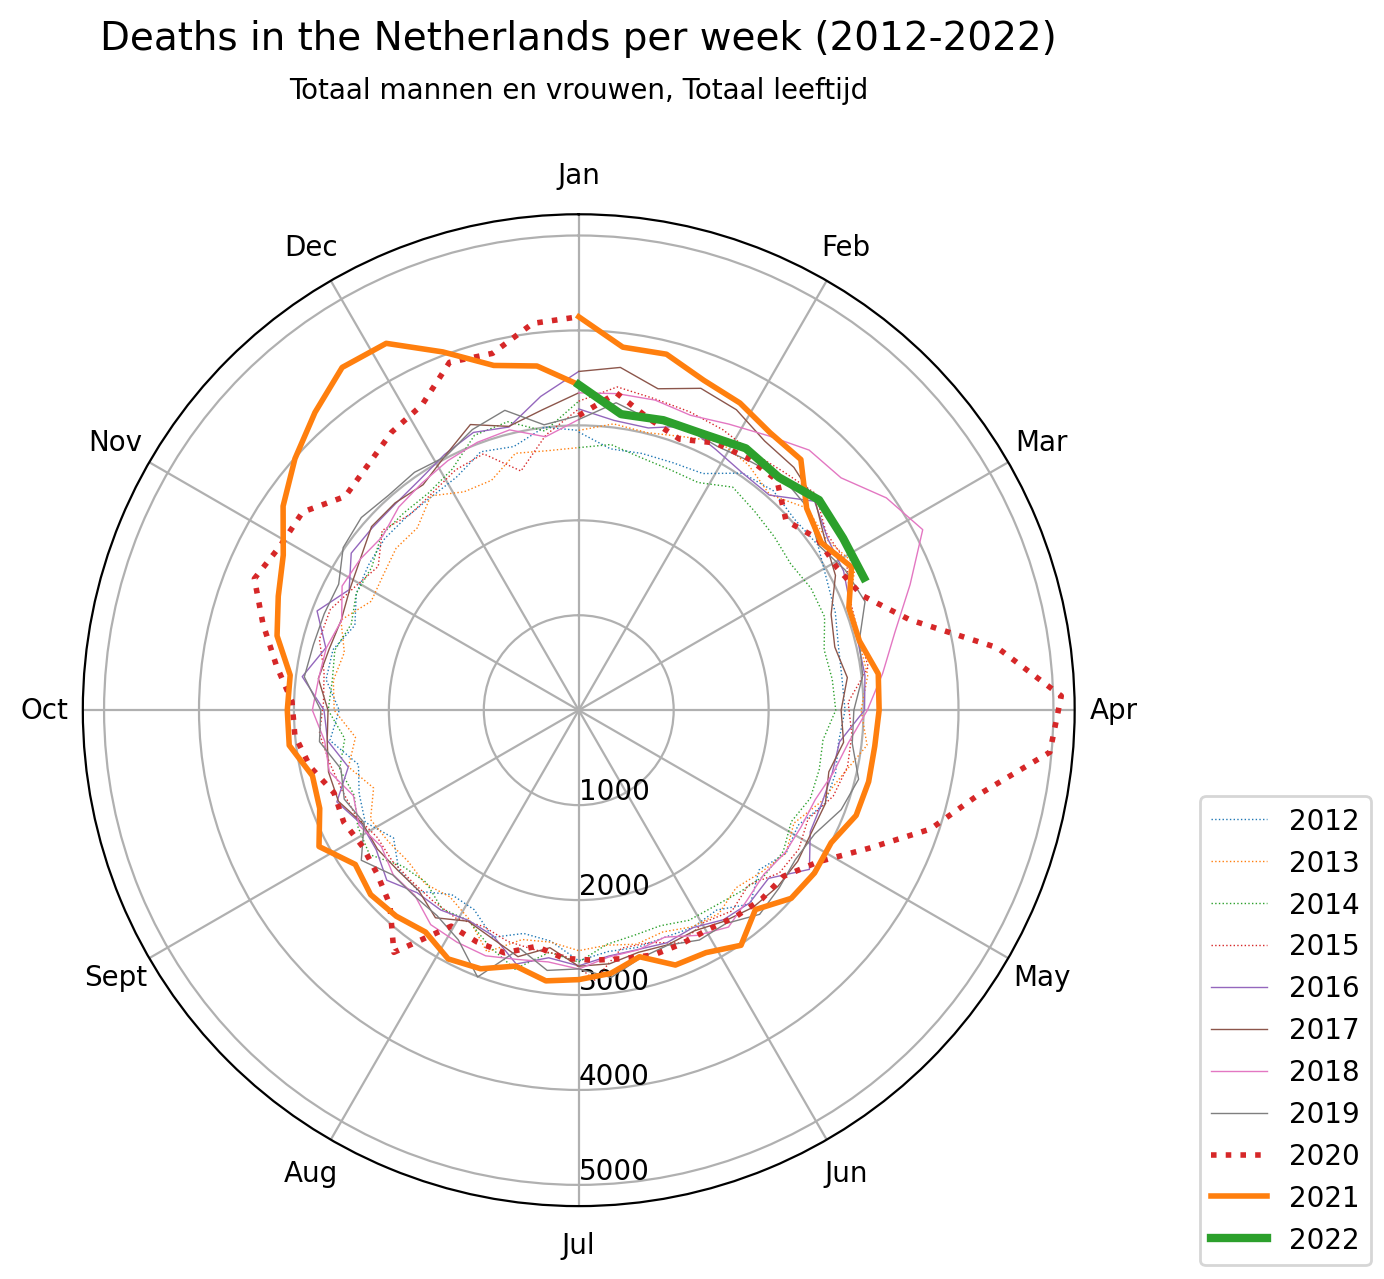 Deaths in the Netherlands per week (2012-2022)
Totaal mannen en vrouwen, Totaal leeftijd
Jan
Dec
Feb
Nov
Mar
Oct
Apr
1000
2000
3000
4000
5000
Sept
May
Aug
Jun
Jul
2012
2013
2014
2015
2016
2017
2018
2019
2020
2021
2022